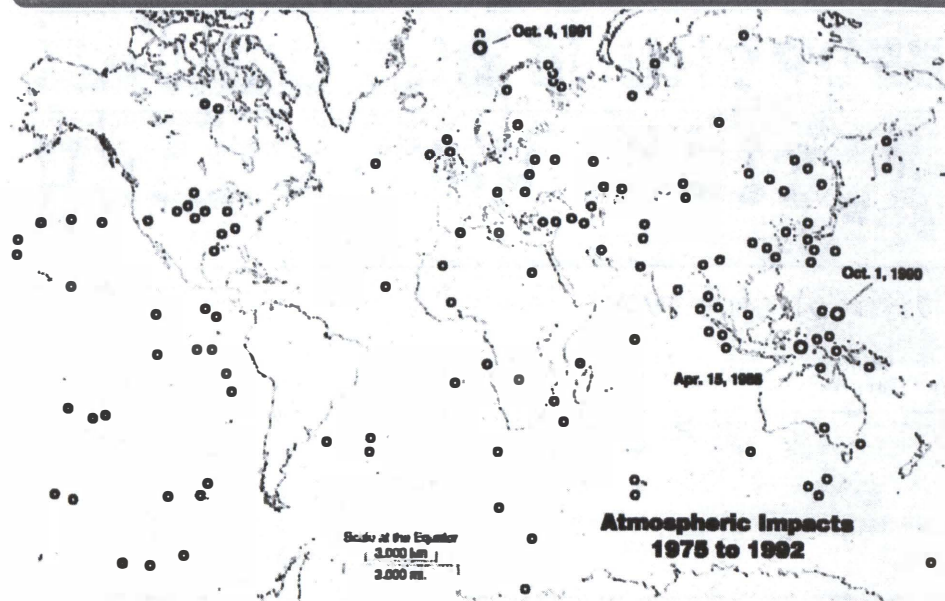 Oct. 4, 1991
Oct. 1, 1990
Apr. 15, 1988
Atmospheric Impacts
1975 to 1992
Scale at the Equator
3.000 km
3.000 mi.